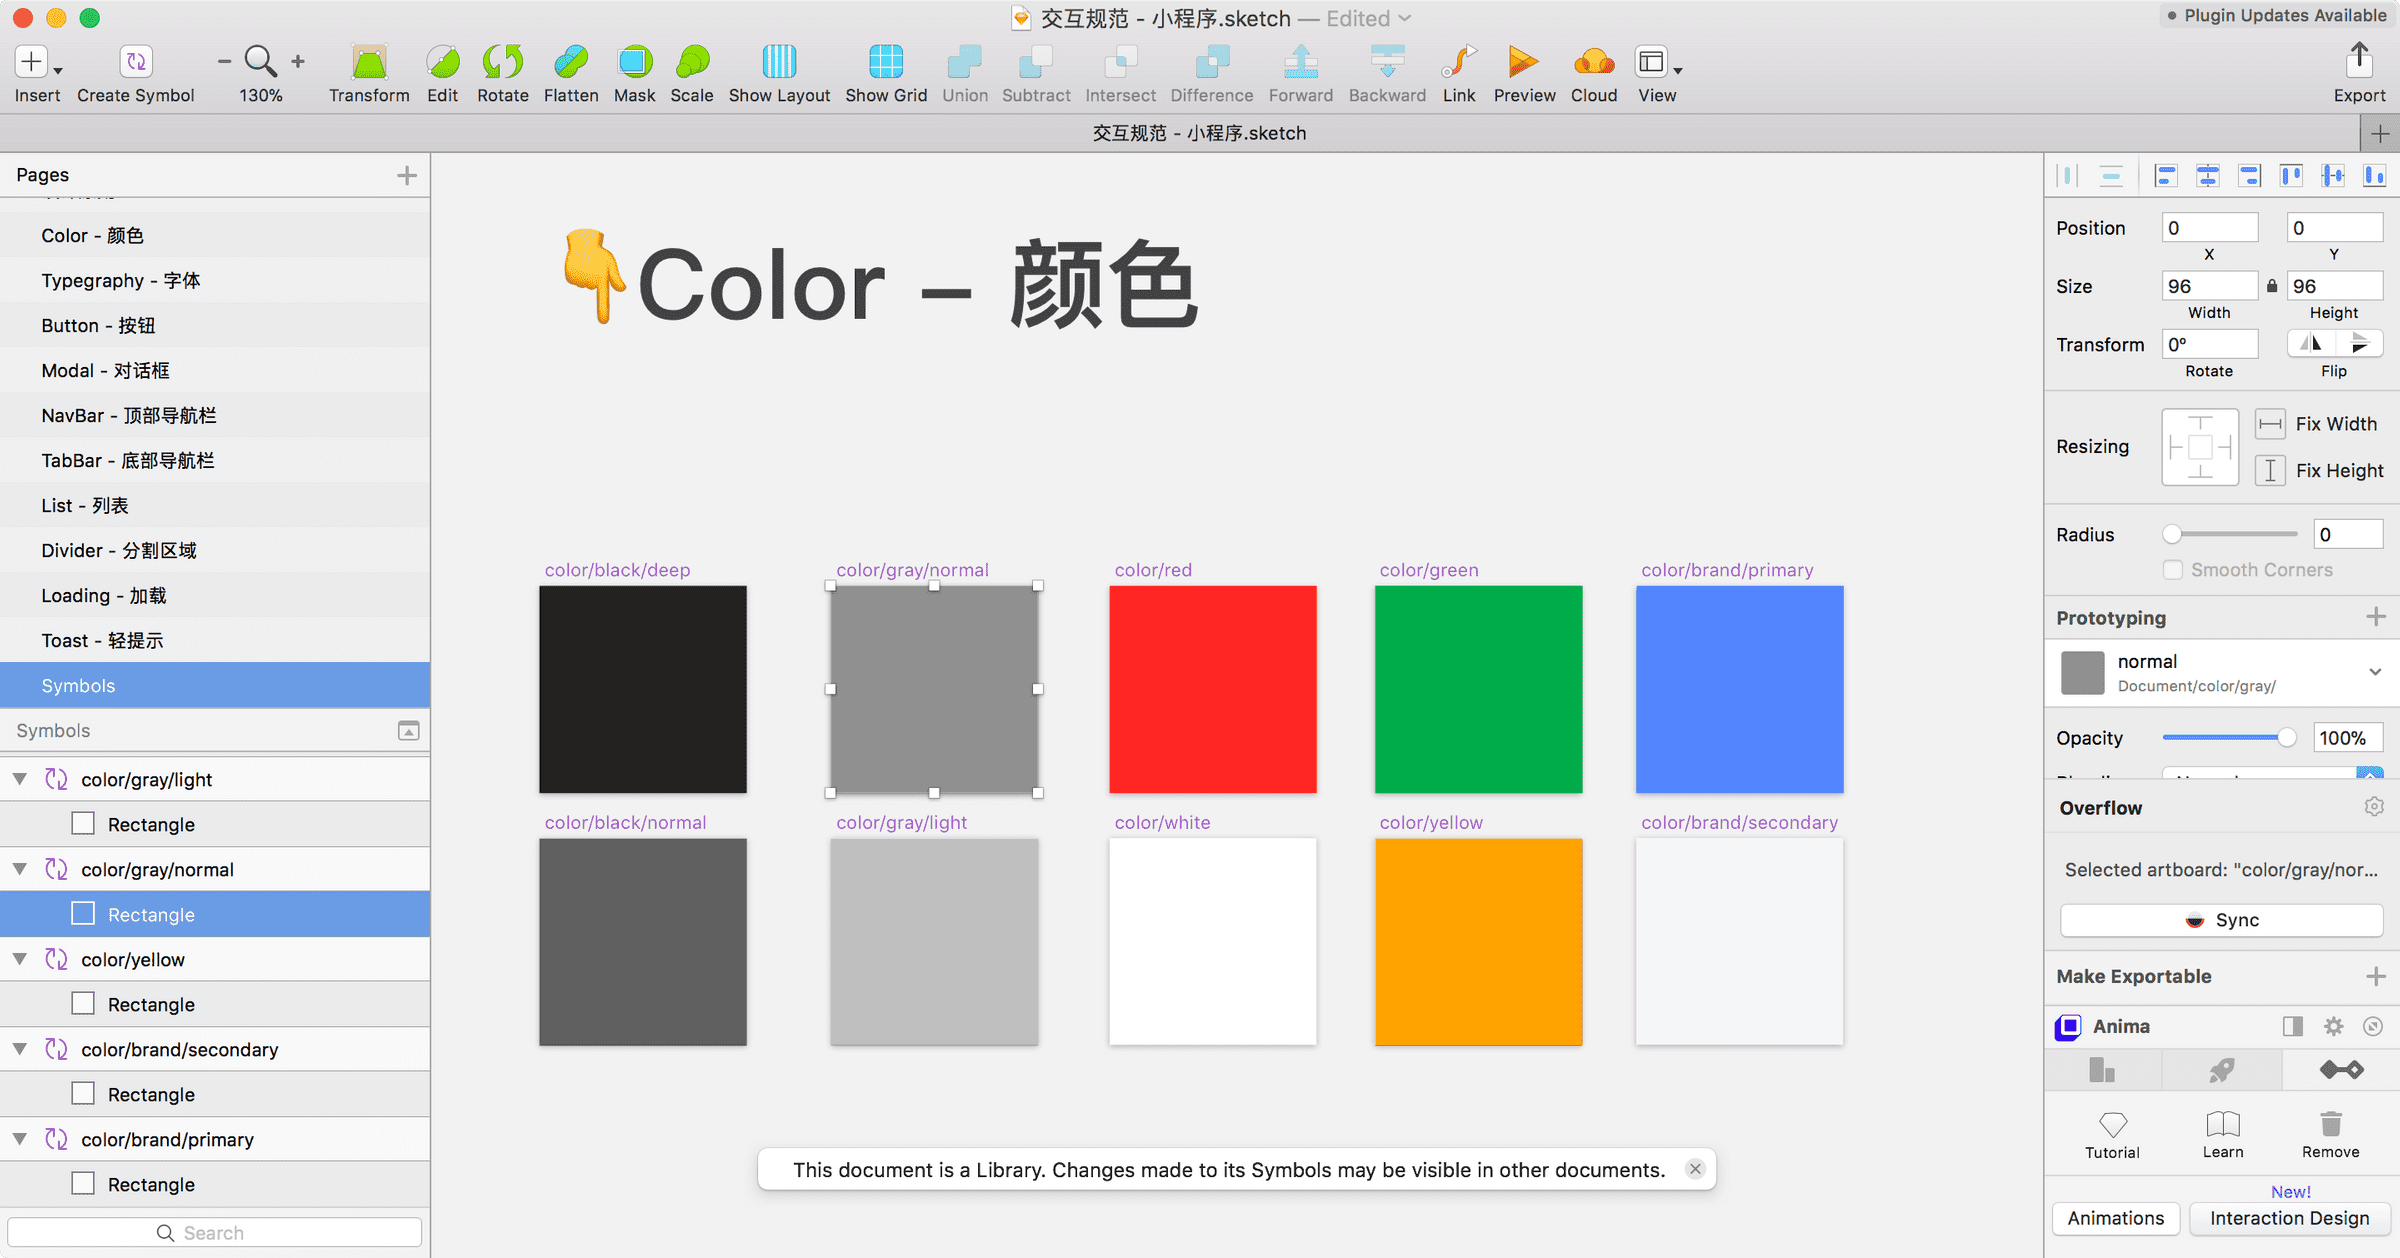 交互规范 - 小程序.sketch — Edited
Plugin Updates Available
Insert
Create Symbol
130%
Transform
Edit
Rotate
Flatten
Mask
Scale
Show Layout
Show Grid
Union
Subtract
Intersect
Difference
Forward
Backward
Link
Preview
Cloud
View
Export
交互规范 - 小程序.sketch
Pages
Color - 颜色
Typegraphy - 字体
Button - 按钮
Modal - 对话框
NavBar - 顶部导航栏
TabBar - 底部导航栏
List - 列表
Divider - 分割区域
Loading - 加载
Toast - 轻提示
Symbols
Symbols
color/gray/light
Rectangle
color/gray/normal
Rectangle
color/yellow
Rectangle
color/brand/secondary
Rectangle
color/brand/primary
Rectangle
Search
Color – 颜色
color/black/deep
color/gray/normal
color/red
color/green
color/brand/primary
color/black/normal
color/gray/light
color/white
color/yellow
color/brand/secondary
This document is a Library. Changes made to its Symbols may be visible in other documents.
Position
0
0
X
Y
Size
96
96
Width
Height
Transform
0°
Rotate
Flip
Resizing
Fix Width
Fix Height
Radius
0
Smooth Corners
Prototyping
normal
Document/color/gray/
Opacity
100%
Overflow
Selected artboard: "color/gray/nor...
Sync
Make Exportable
Anima
Tutorial
Learn
Remove
New!
Animations
Interaction Design